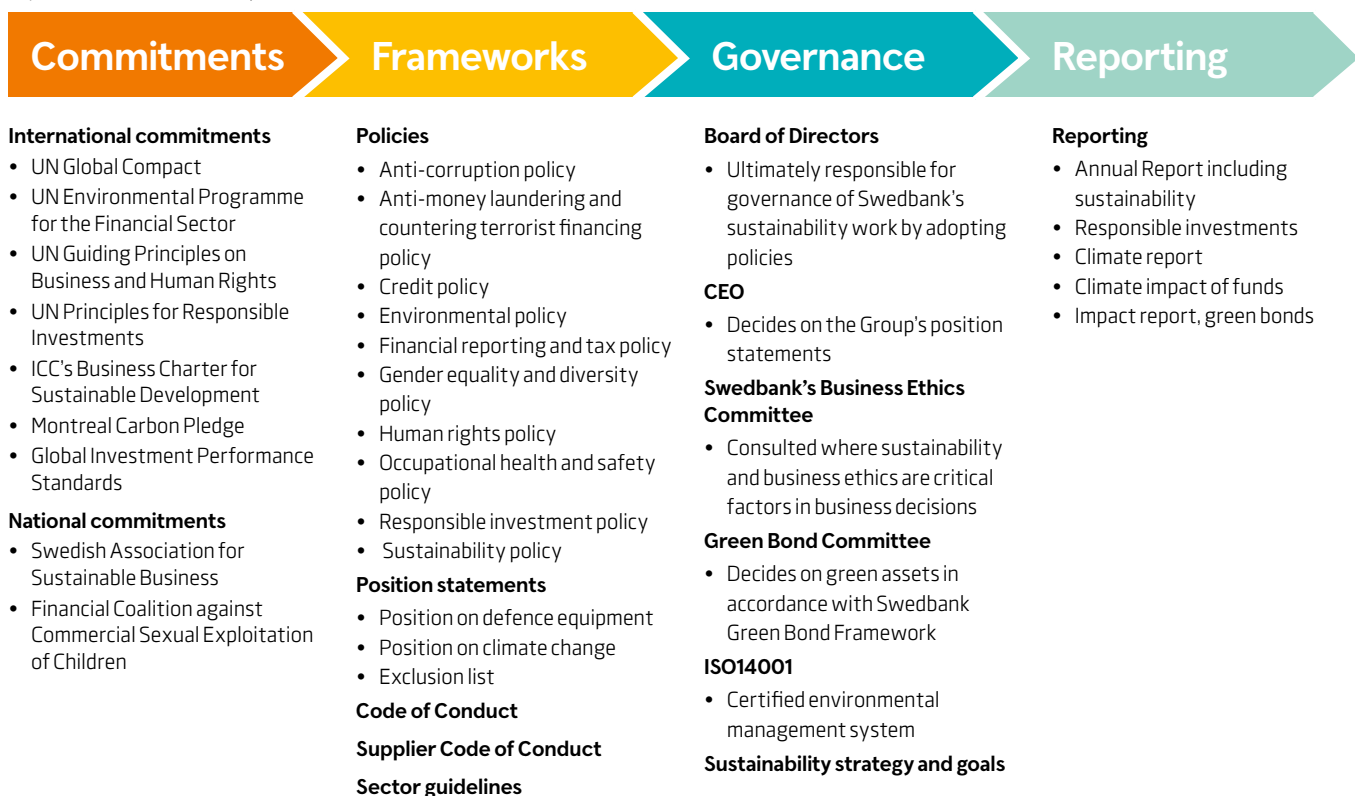 Commitments
Frameworks
Governance
Reporting
International commitments
• UN Global Compact
• UN Environmental Programme
for the Financial Sector
• UN Guiding Principles on
Business and Human Rights
• UN Principles for Responsible
Investments
• ICC's Business Charter for
Sustainable Development
• Montreal Carbon Pledge
• Global Investment Performance
Standards
National commitments
• Swedish Association for
Sustainable Business
• Financial Coalition against
Commercial Sexual Exploitation
of Children
Policies
• Anti-corruption policy
• Anti-money laundering and
countering terrorist financing
policy
• Credit policy
• Environmental policy
• Financial reporting and tax policy
• Gender equality and diversity
policy
• Human rights policy
• Occupational health and safety
policy
• Responsible investment policy
• Sustainability policy
Position statements
• Position on defence equipment
• Position on climate change
• Exclusion list
Code of Conduct
Supplier Code of Conduct
Sector guidelines
Board of Directors
• Ultimately responsible for
governance of Swedbank's
sustainability work by adopting
policies
CEO
• Decides on the Group's position
statements
Swedbank's Business Ethics
Committee
• Consulted where sustainability
and business ethics are critical
factors in business decisions
Green Bond Committee
• Decides on green assets in
accordance with Swedbank
Green Bond Framework
ISO14001
• Certified environmental
management system
Sustainability strategy and goals
Reporting
• Annual Report including
sustainability
• Responsible investments
• Climate report
• Climate impact of funds
• Impact report, green bonds